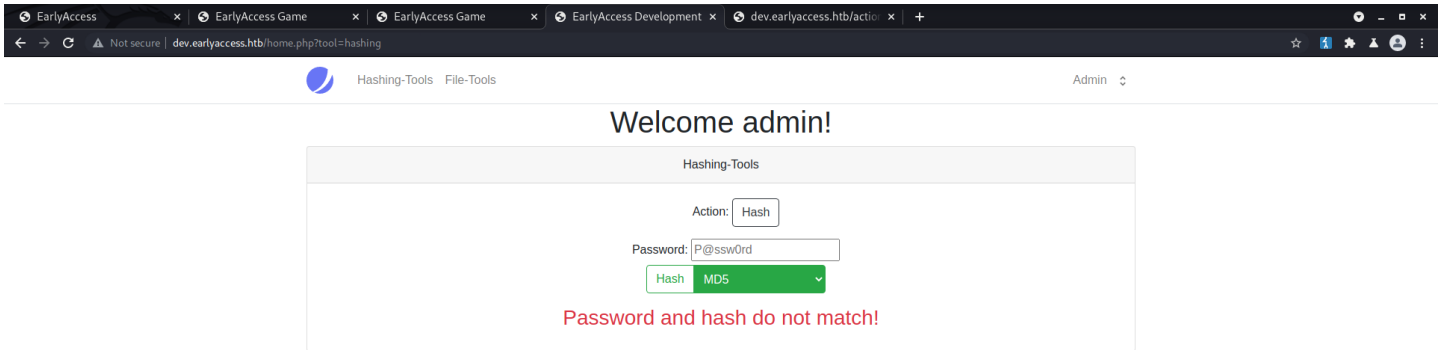 EarlyAccess EarlyAccess Game EarlyAccess Game EarlyAccess Development dev.earlyaccess.htb/action
Not secure | dev.earlyaccess.htb/home.php?tool=hashing
Hashing-Tools File-Tools Admin
Welcome admin!
Hashing-Tools
Action: Hash
Password: P@ssw0rd
Hash MD5
Password and hash do not match!